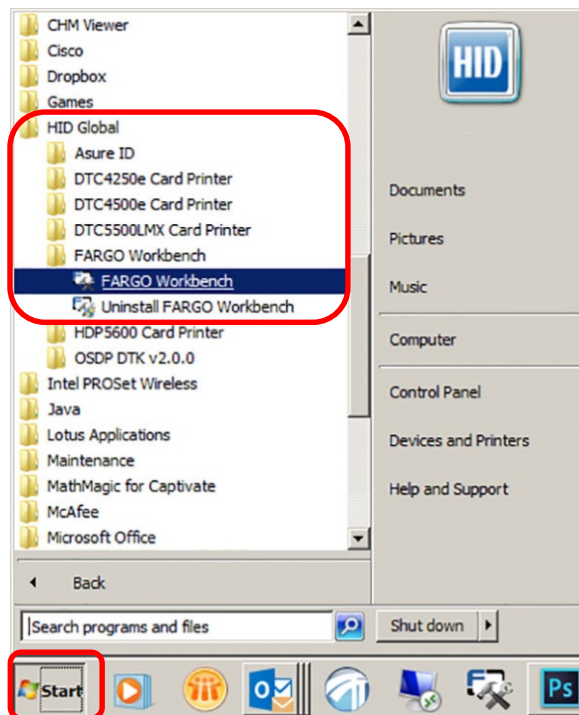 CHM Viewer
Cisco
Dropbox
Games
HID Global
Asure ID
DTC4250e Card Printer
DTC4500e Card Printer
DTC5500LMX Card Printer
FARGO Workbench
FARGO Workbench
Uninstall FARGO Workbench
HDP5600 Card Printer
OSDP DTK v2.0.0
Intel PROSet Wireless
Java
Lotus Applications
Maintenance
MathMagic for Captivate
McAfee
Microsoft Office
Back
Search programs and files
HID
Documents
Pictures
Music
Computer
Control Panel
Devices and Printers
Help and Support
Shut down
Start
Ps